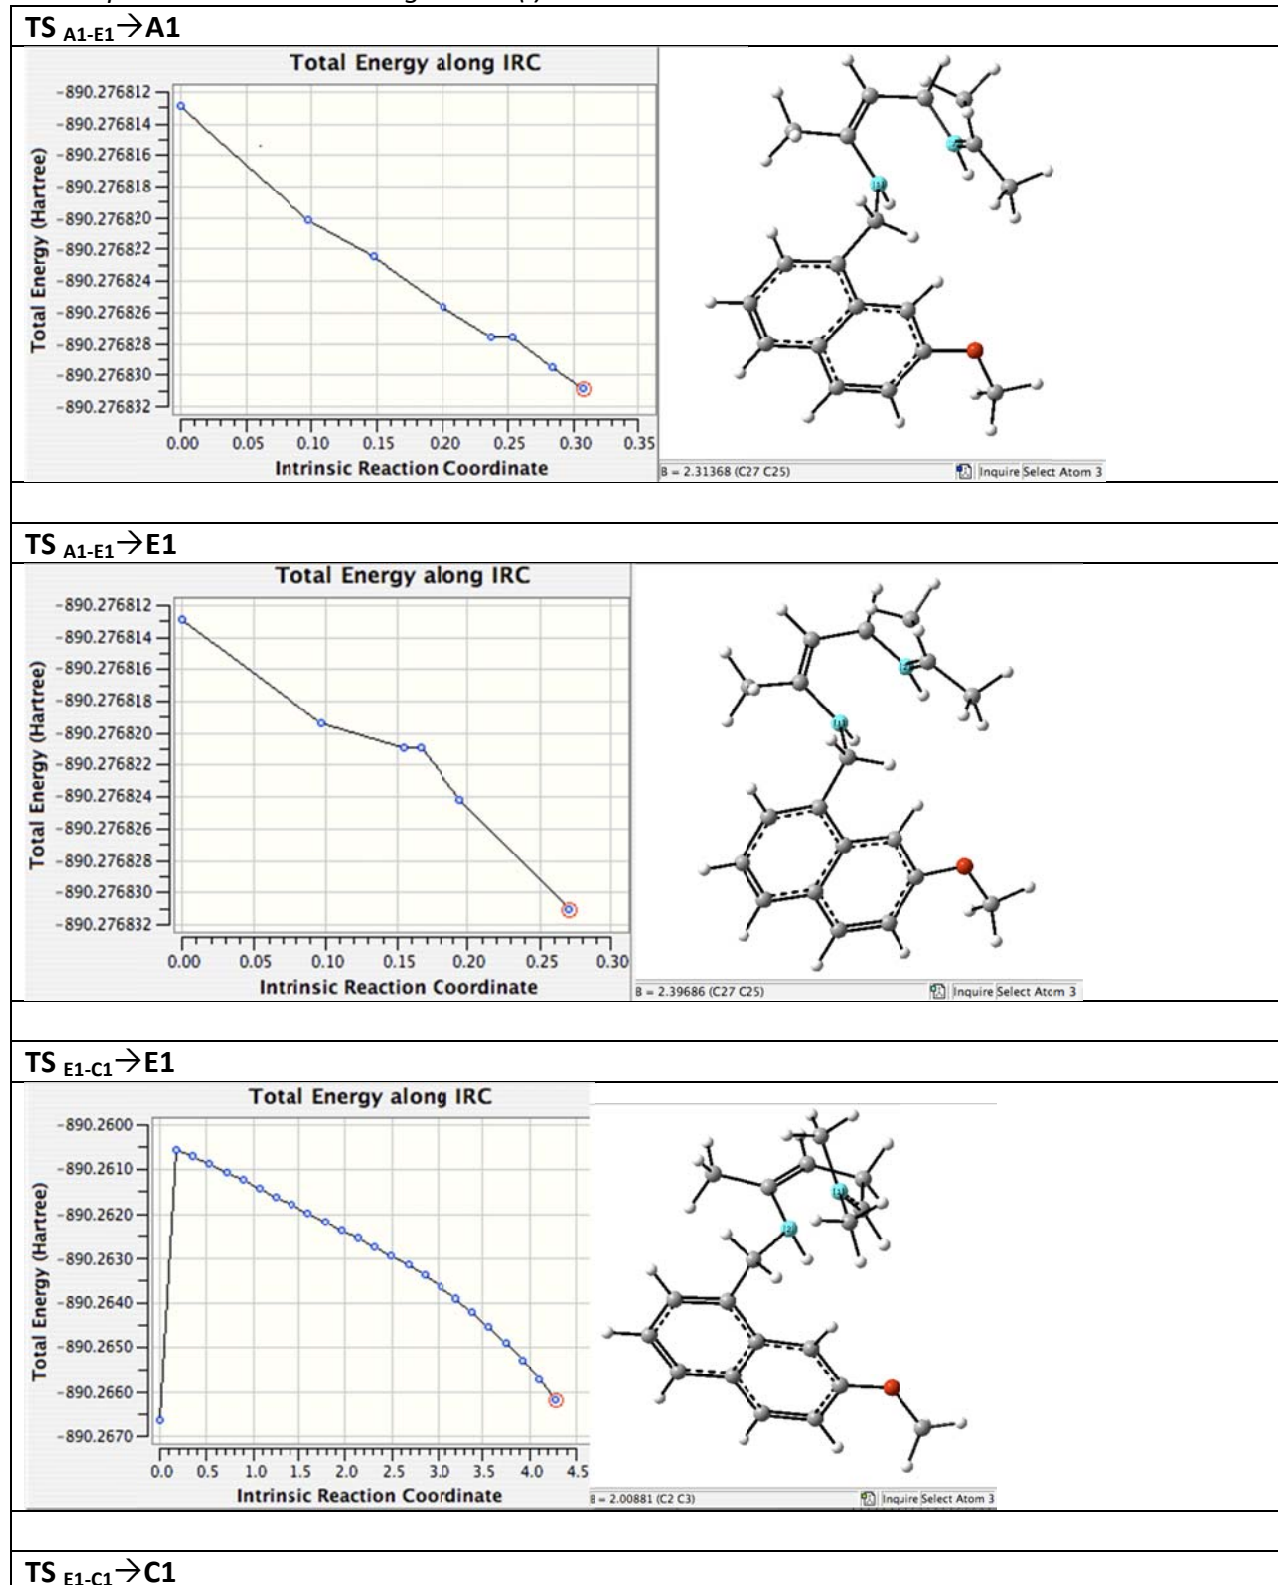 TS A1-E1→A1
Total Energy along IRC
Total Energy (Hartree)
-890.276812
-890.276814
-890.276816
-890.276818
-890.276820
-890.276822
-890.276824
-890.276826
-890.276828
-890.276830
-890.276832
0.00 0.05 0.10 0.15 0.20 0.25 0.30 0.35
Intrinsic Reaction Coordinate
B = 2.31368 (C27 C25)
Inquire Select Atom 3
TS A1-E1→E1
Total Energy along IRC
Total Energy (Hartree)
-890.276812
-890.276814
-890.276816
-890.276818
-890.276820
-890.276822
-890.276824
-890.276826
-890.276828
-890.276830
-890.276832
0.00 0.05 0.10 0.15 0.20 0.25 0.30
Intrinsic Reaction Coordinate
B = 2.39686 (C27 C25)
Inquire Select Atom 3
TS E1-C1→E1
Total Energy along IRC
Total Energy (Hartree)
-890.2600
-890.2610
-890.2620
-890.2630
-890.2640
-890.2650
-890.2660
-890.2670
0.0 0.5 1.0 1.5 2.0 2.5 3.0 3.5 4.0 4.5
Intrinsic Reaction Coordinate
B = 2.00881 (C2 C3)
Inquire Select Atom 3
TS E1-C1→C1